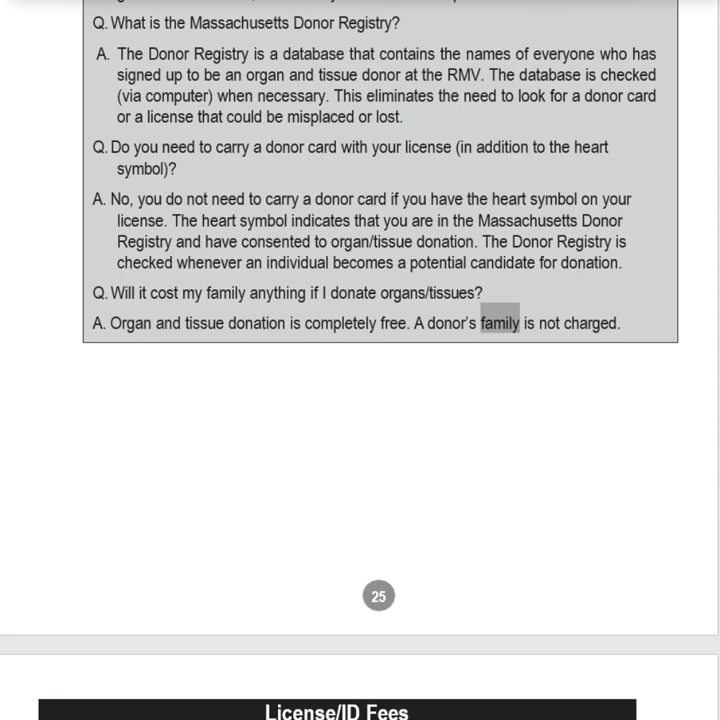 Q. What is the Massachusetts Donor Registry?
A. The Donor Registry is a database that contains the names of everyone who has
signed up to be an organ and tissue donor at the RMV. The database is checked
(via computer) when necessary. This eliminates the need to look for a donor card
or a license that could be misplaced or lost.
Q. Do you need to carry a donor card with your license (in addition to the heart
symbol)?
A. No, you do not need to carry a donor card if you have the heart symbol on your
license. The heart symbol indicates that you are in the Massachusetts Donor
Registry and have consented to organ/tissue donation. The Donor Registry is
checked whenever an individual becomes a potential candidate for donation.
Q. Will it cost my family anything if I donate organs/tissues?
A. Organ and tissue donation is completely free. A donor's family is not charged.
25
License/ID Fees